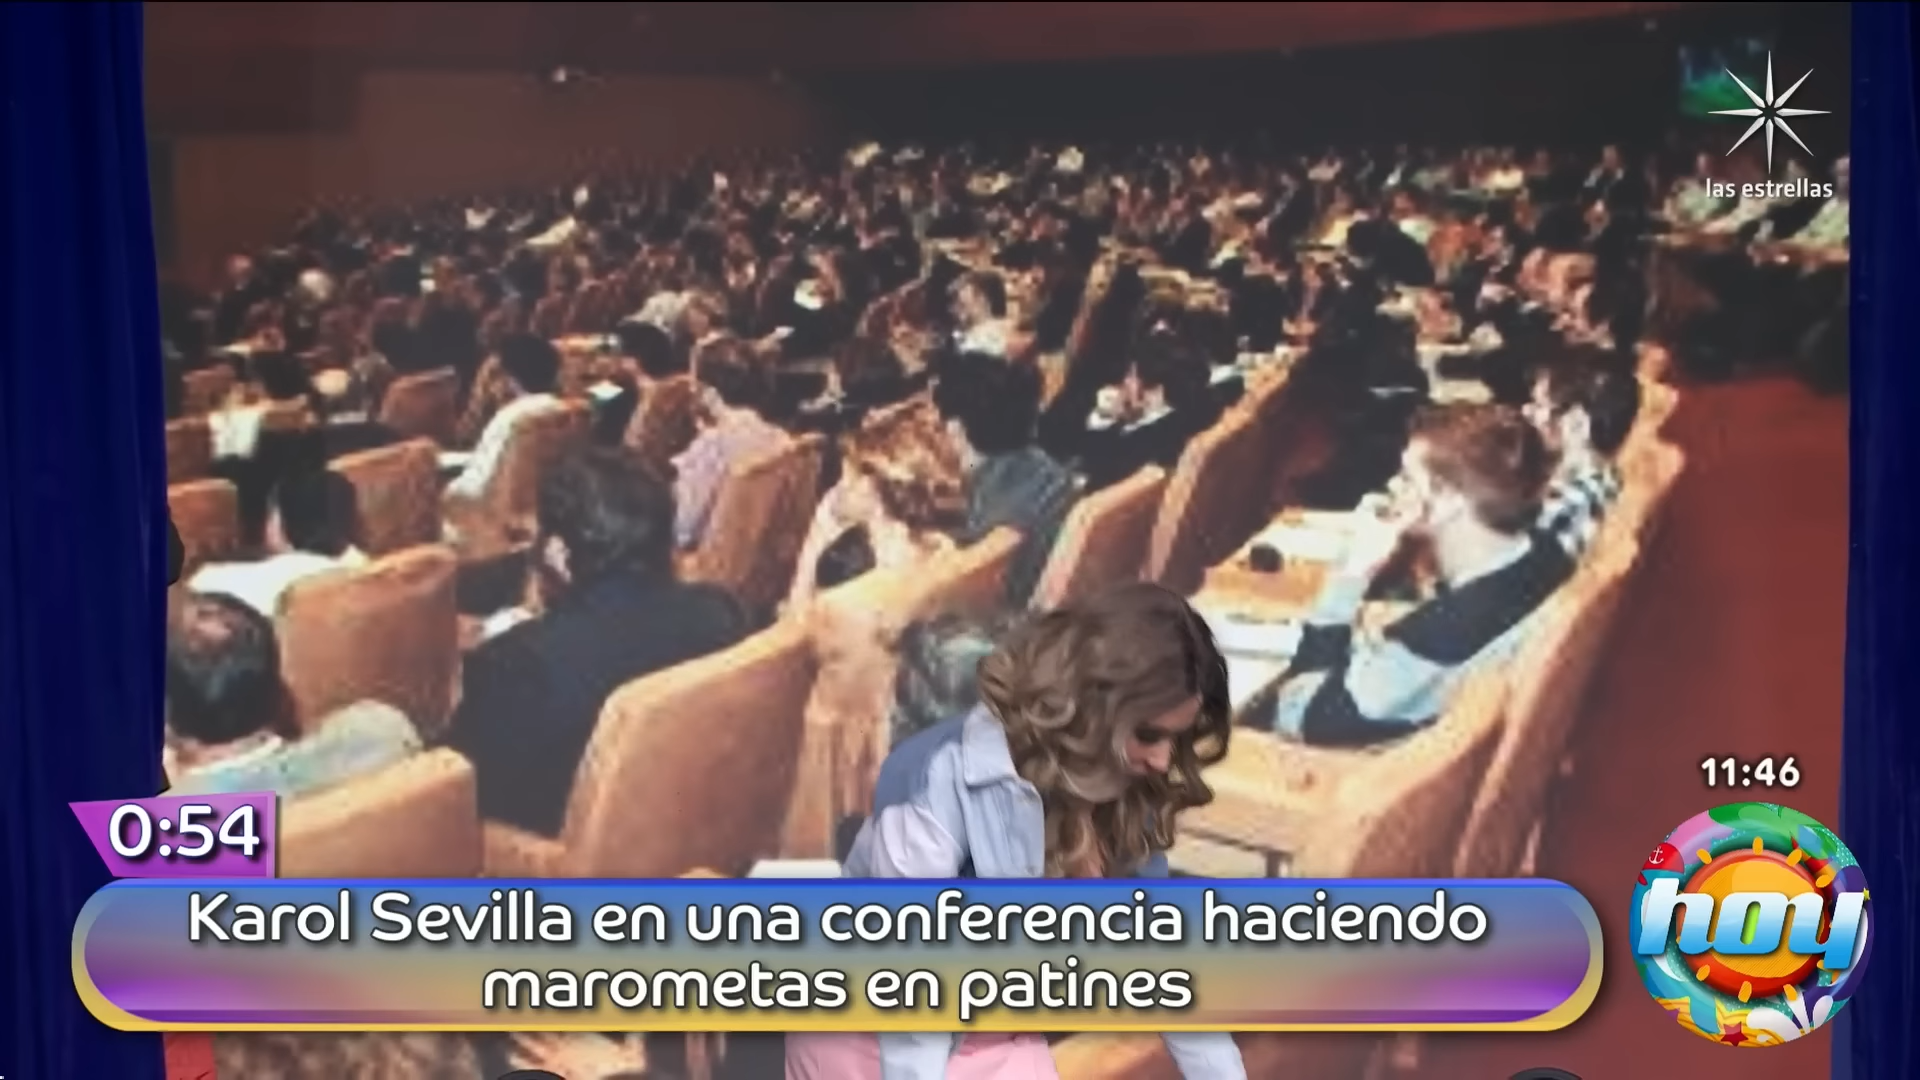 las estrellas
11:46
0:54
Karol Sevilla en una conferencia haciendo
marometas en patines
hoy